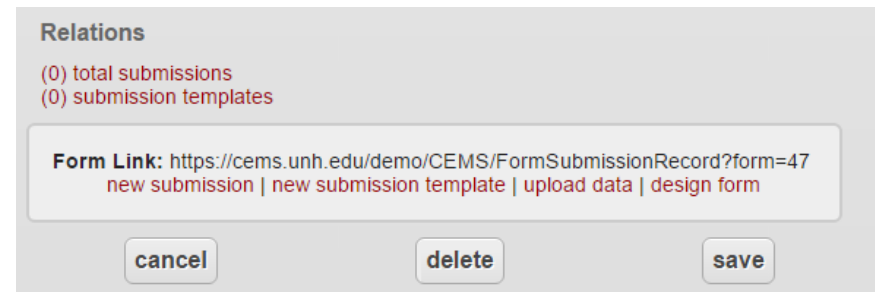 Relations
(0) total submissions
(0) submission templates
Form Link: https://cems.unh.edu/demo/CEMS/FormSubmissionRecord?form=47
new submission | new submission template | upload data | design form
cancel delete save